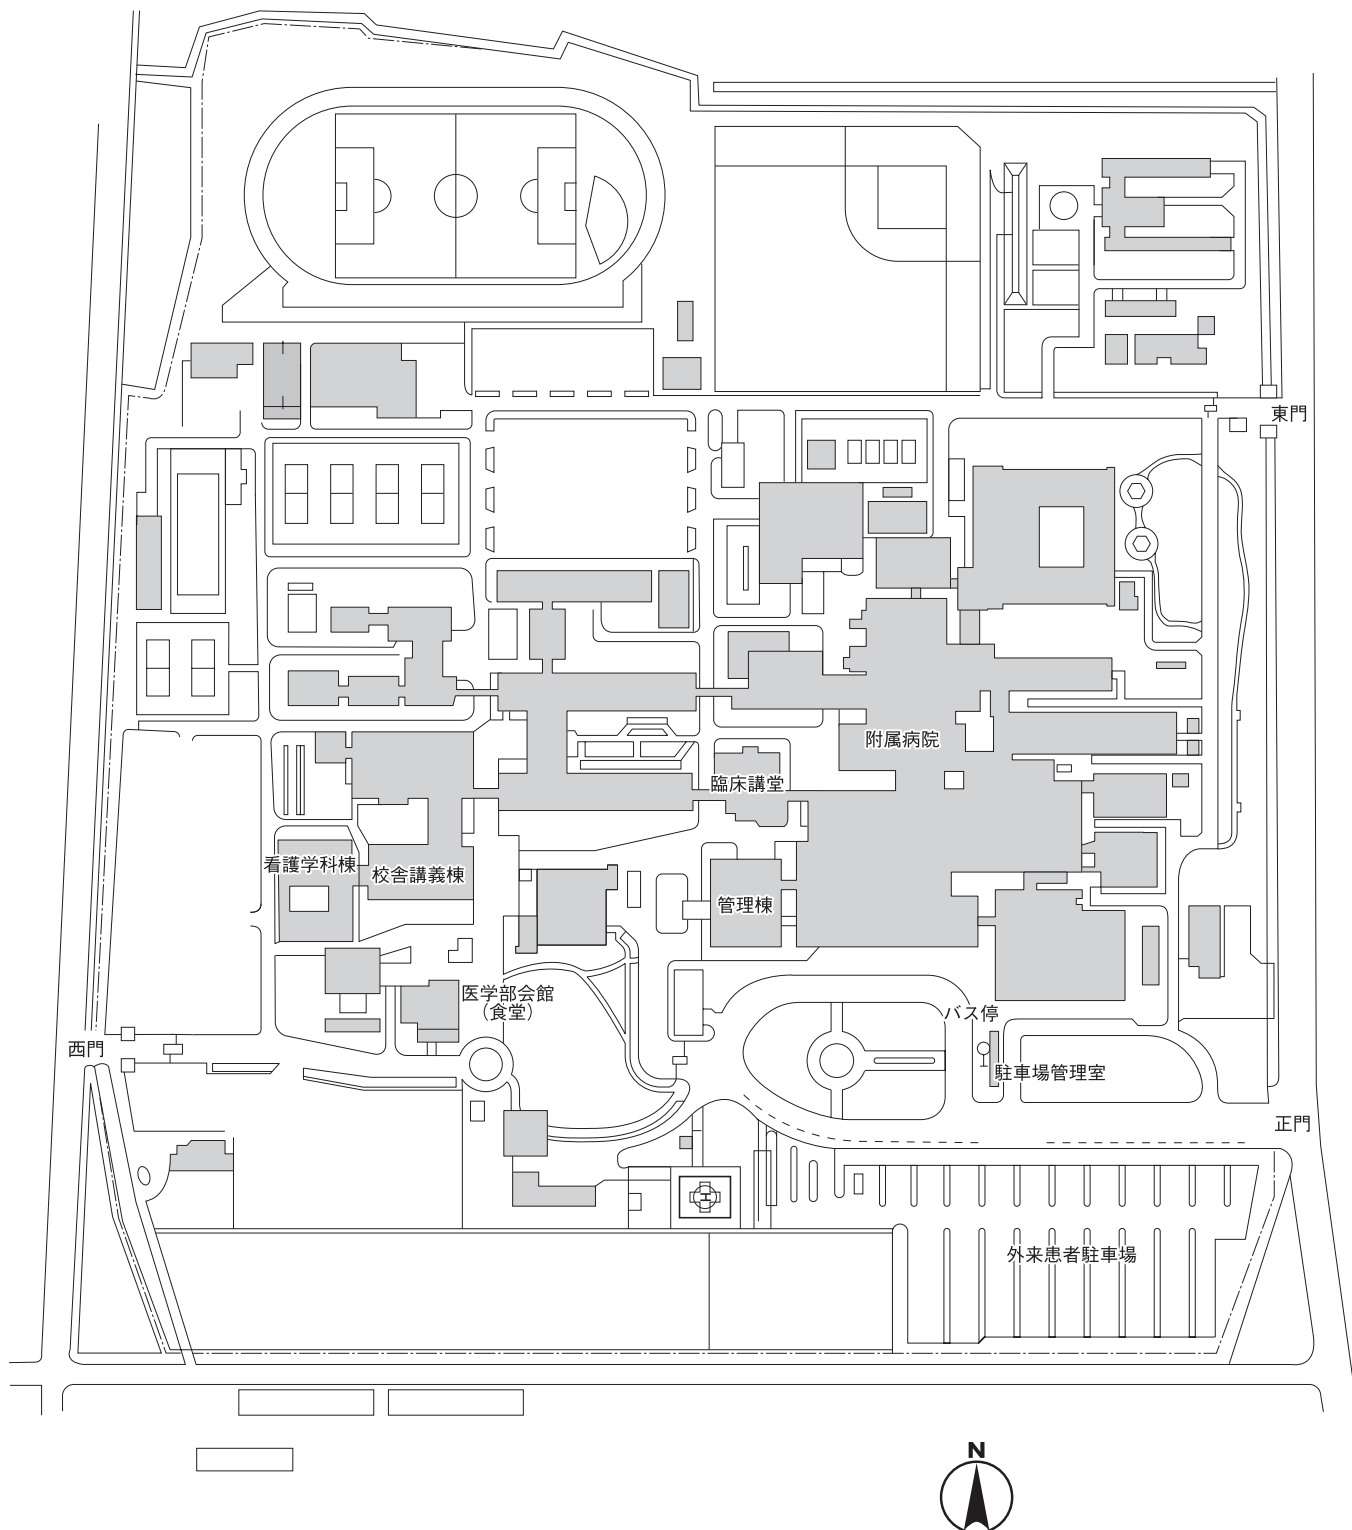 東門
附属病院
臨床講堂
看護学科棟
校舎講義棟
管理棟
医学部会館
（食堂）
バス停
西門
駐車場管理室
正門
H
外来患者駐車場
N